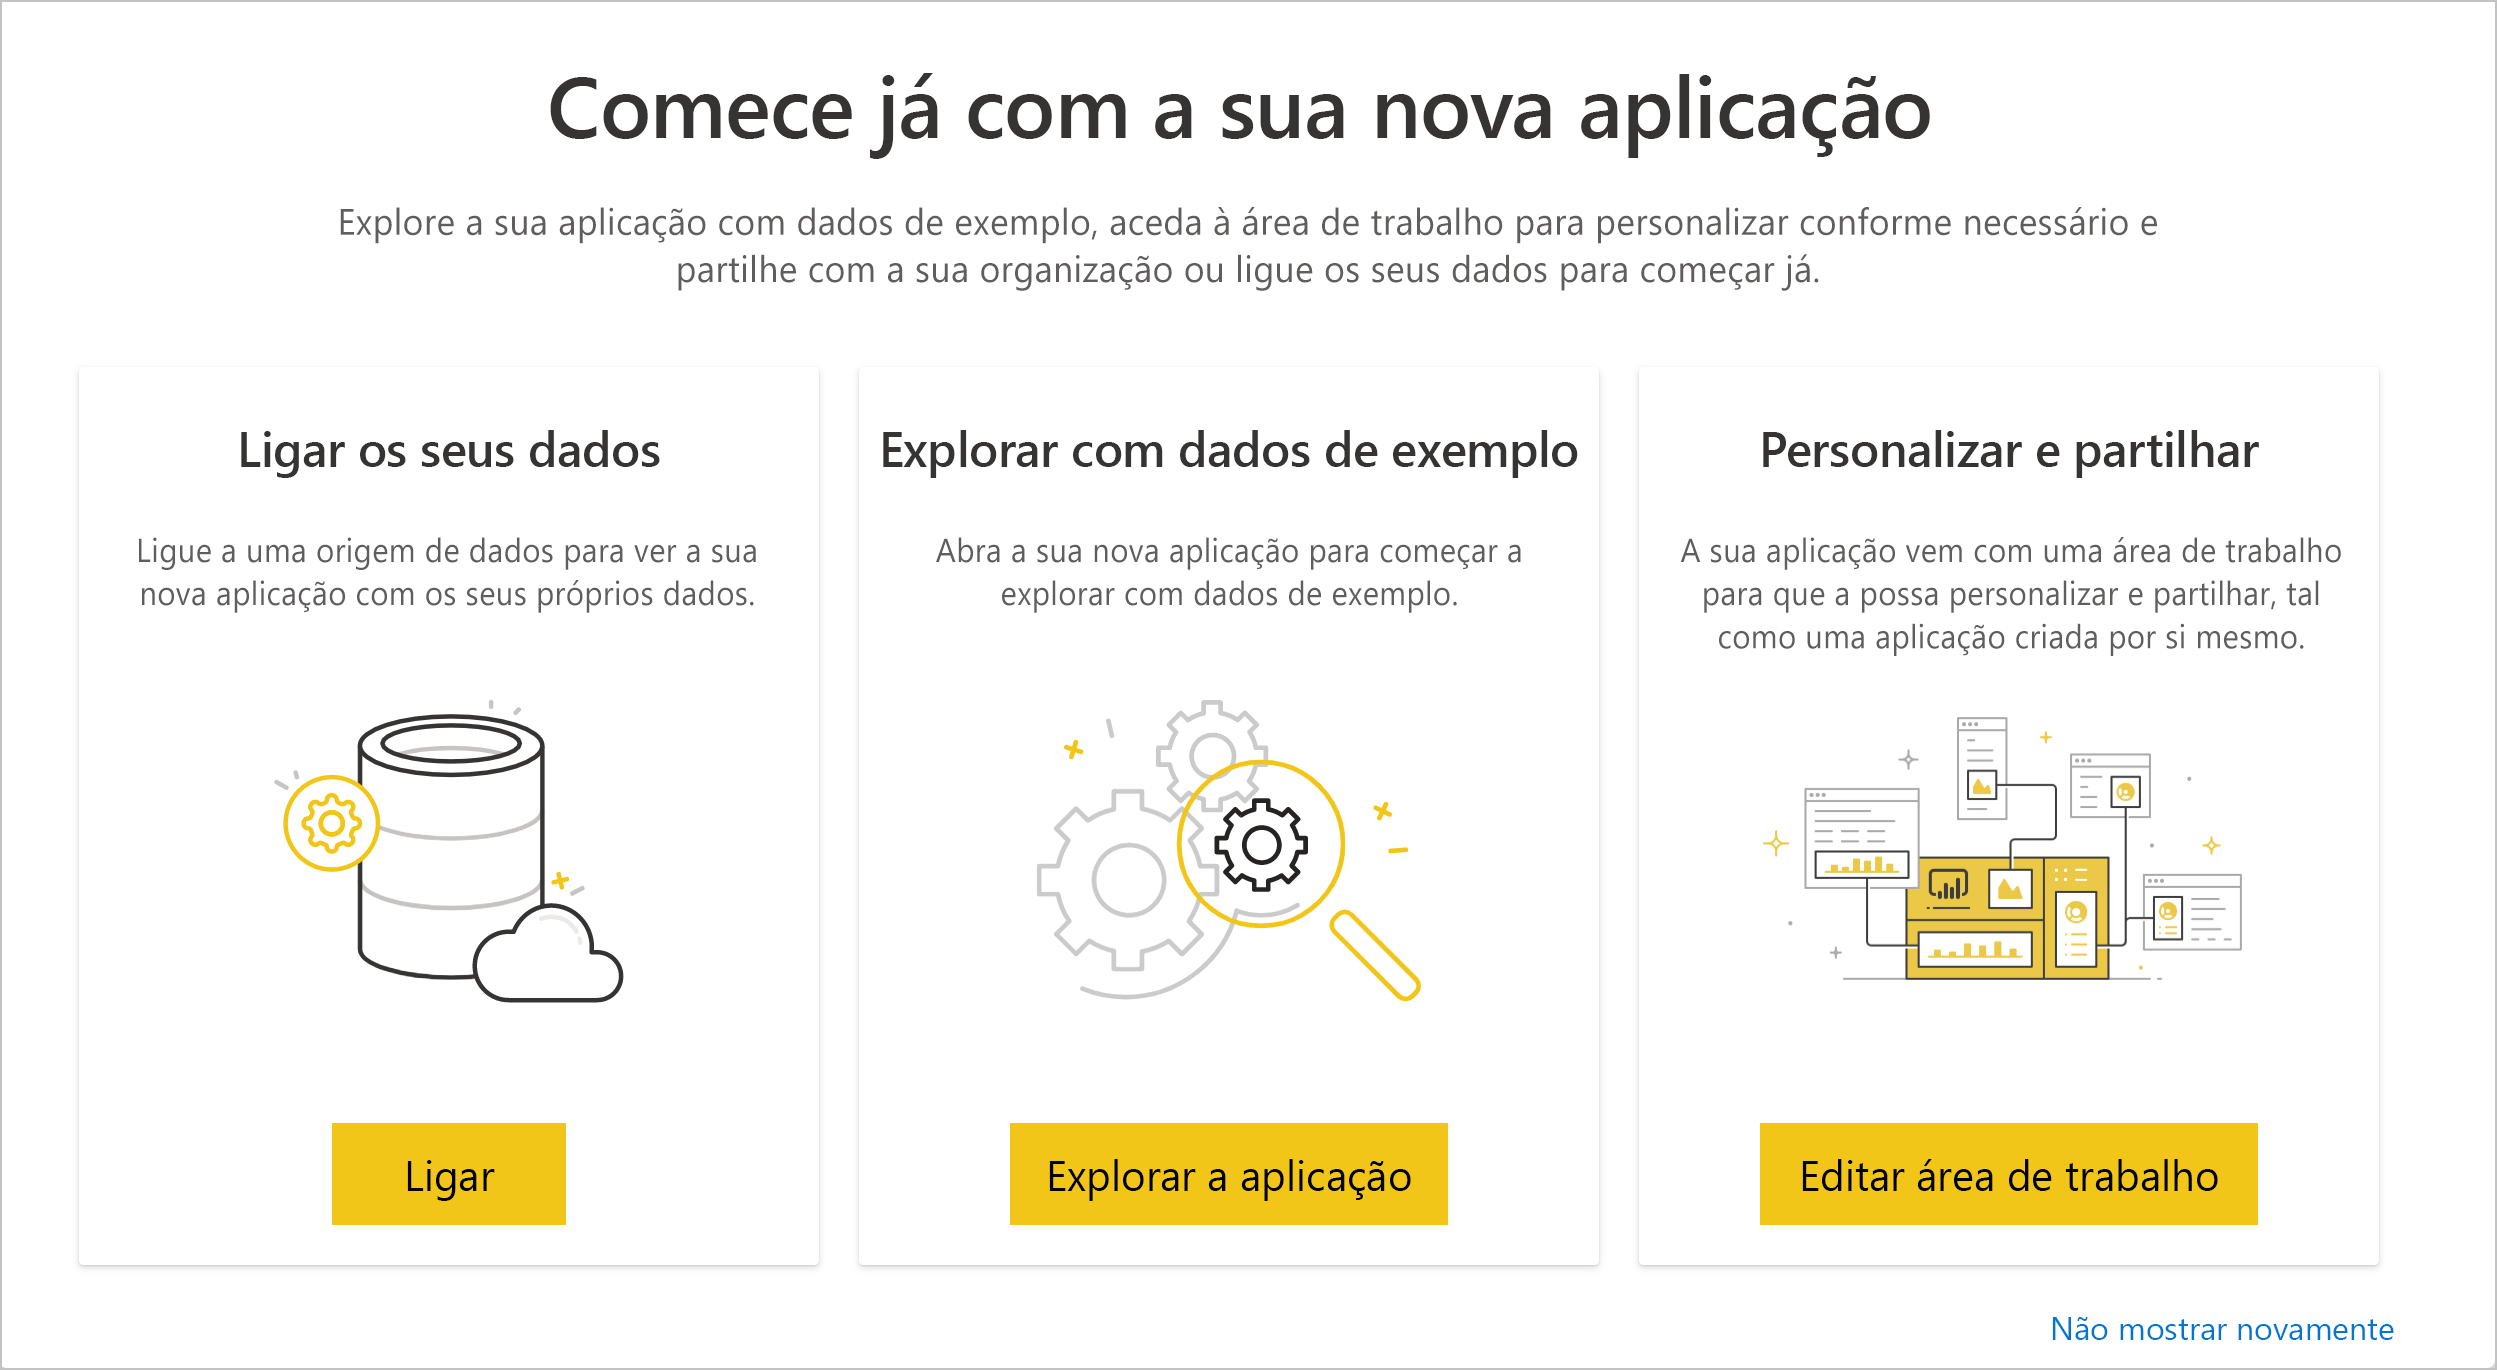 Comece já com a sua nova aplicação
Explore a sua aplicação com dados de exemplo, aceda à área de trabalho para personalizar conforme necessário e
partilhe com a sua organização ou ligue os seus dados para começar já.
Ligar os seus dados
Ligue a uma origem de dados para ver a sua
nova aplicação com os seus próprios dados.
Ligar
Explorar com dados de exemplo
Abra a sua nova aplicação para começar a
explorar com dados de exemplo.
Explorar a aplicação
Personalizar e partilhar
A sua aplicação vem com uma área de trabalho
para que a possa personalizar e partilhar, tal
como uma aplicação criada por si mesmo.
Editar área de trabalho
Não mostrar novamente